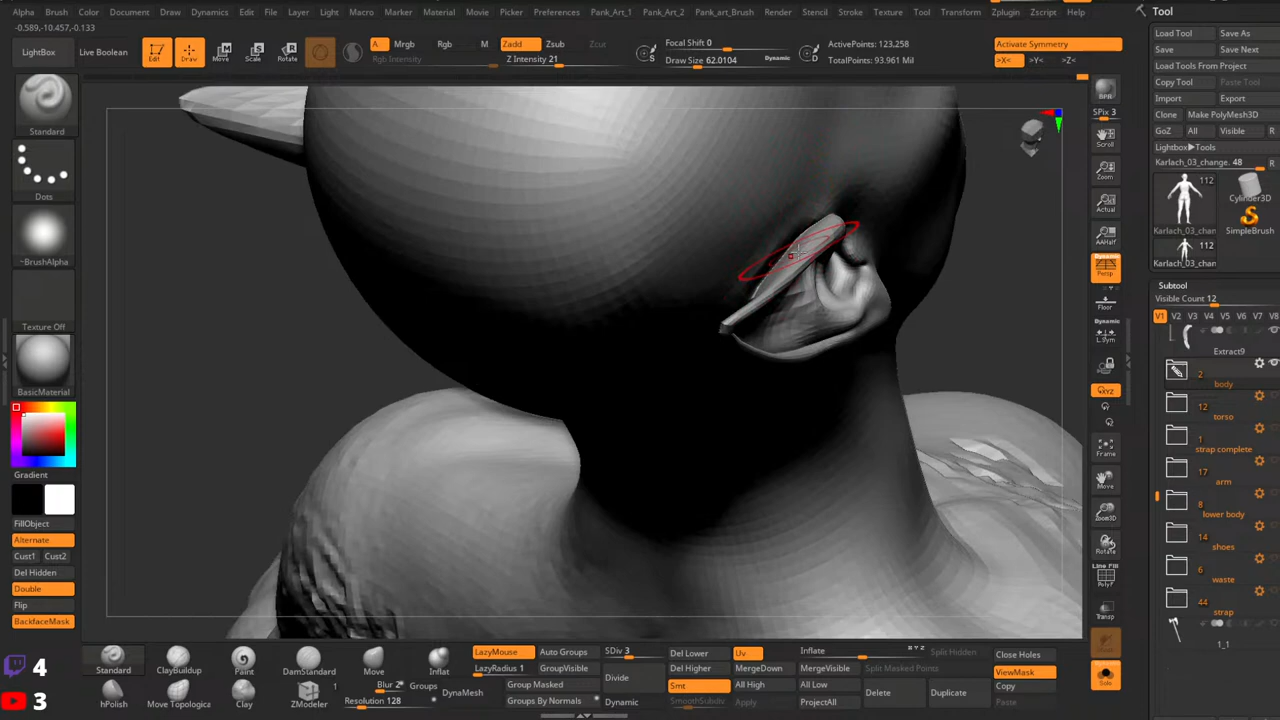 Alpha Brush Color Document Draw Dynamics Edit File Layer Light Macro Marker Material Movie Picker Preferences Pank_Art_1 Pank_Art_2 Pank_art_Brush Render Stencil Stroke Texture Tool Transform Zplugin Zscript Help
-0.589,-10.457,-0.133
LightBox
Live Boolean
Edit
Draw
Move
Scale
Rotate
A
Mrgb
Rgb
M
Rgb Intensity
Zadd
Zsub
Zcut
Z Intensity 21
S
Focal Shift 0
Draw Size 62.0104
Dynamic
D
ActivePoints: 123,258
TotalPoints: 93.961 Mil
Activate Symmetry
>X<
>Y<
>Z<
Standard
Dots
~BrushAlpha
Texture Off
BasicMaterial
Gradient
FillObject
Alternate
Cust1 Cust2
Del Hidden
Double
Flip
BackfaceMask
4
3
BPR
SPix 3
Scroll
Zoom
Actual
AAHalf
Persp
Floor
Dynamic
L.Sym
XYZ
Frame
Move
Zoom3D
Rotate
Line Fill
PolyF
Transp
Dynamic
Solo
Tool
Load Tool Save As
Save Save Next
Load Tools From Project
Copy Tool Paste Tool
Import Export
Clone Make PolyMesh3D
GoZ All Visible R
Lightbox▶Tools
Karlach_03_change. 48 R
112
Cylinder3D
Karlach_03_chan
SimpleBrush
112
Karlach_03_chan
Subtool
Visible Count 12
V1 V2 V3 V4 V5 V6 V7 V8
Extract9
2
body
12
torso
1
strap complete
17
arm
8
lower body
14
shoes
6
waste
44
strap
1_1
Standard
ClayBuildup
Paint
DamStandard
Move
Inflat
hPolish
Move Topologica
Clay
ZModeler
1
LazyMouse
LazyRadius 1
Blur 2
Groups
Resolution 128
DynaMesh
Auto Groups
GroupVisible
Group Masked
Groups By Normals
SDiv 3
Divide
Dynamic
Del Lower
Del Higher
Smt
SmoothSubdiv
Uv
MergeDown
All High
Apply
Inflate
X Y Z
MergeVisible
All Low
ProjectAll
Split Hidden
Split Masked Points
Delete
Duplicate
Close Holes
ViewMask
Copy
Paste